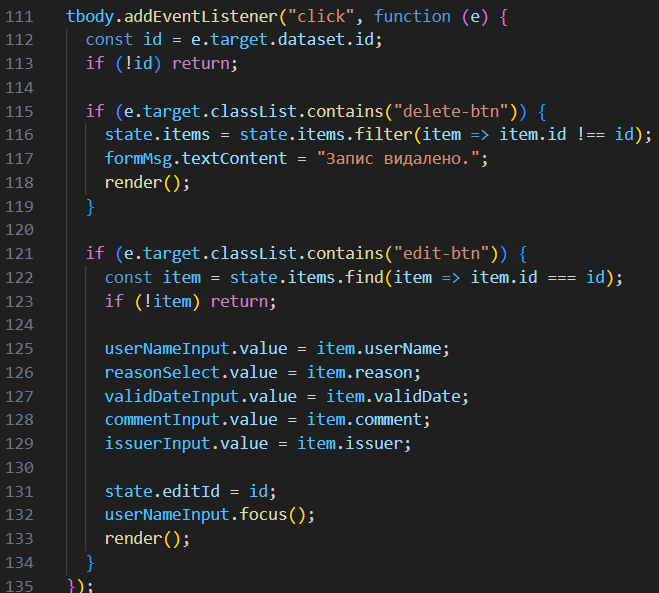 111 tbody.addEventListener("click", function (e) {
112   const id = e.target.dataset.id;
113   if (!id) return;
114
115   if (e.target.classList.contains("delete-btn")) {
116     state.items = state.items.filter(item => item.id !== id);
117     formMsg.textContent = "Запис видалено.";
118     render();
119   }
120
121   if (e.target.classList.contains("edit-btn")) {
122     const item = state.items.find(item => item.id === id);
123     if (!item) return;
124
125     userNameInput.value = item.userName;
126     reasonSelect.value = item.reason;
127     validDateInput.value = item.validDate;
128     commentInput.value = item.comment;
129     issuerInput.value = item.issuer;
130
131     state.editId = id;
132     userNameInput.focus();
133     render();
134   }
135 });